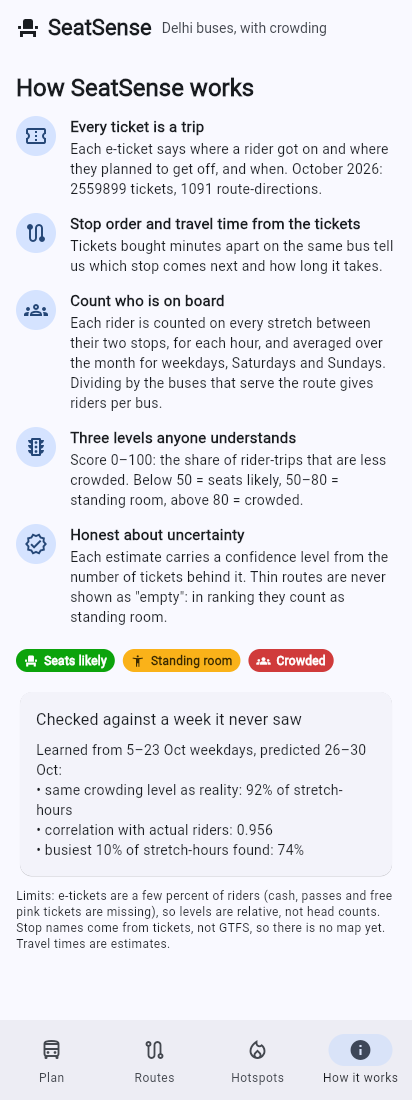 SeatSense Delhi buses, with crowding
How SeatSense works
Every ticket is a trip
Each e-ticket says where a rider got on and where
they planned to get off, and when. October 2026:
2559899 tickets, 1091 route-directions.
Stop order and travel time from the tickets
Tickets bought minutes apart on the same bus tell
us which stop comes next and how long it takes.
Count who is on board
Each rider is counted on every stretch between
their two stops, for each hour, and averaged over
the month for weekdays, Saturdays and Sundays.
Dividing by the buses that serve the route gives
riders per bus.
Three levels anyone understands
Score 0–100: the share of rider-trips that are less
crowded. Below 50 = seats likely, 50–80 =
standing room, above 80 = crowded.
Honest about uncertainty
Each estimate carries a confidence level from the
number of tickets behind it. Thin routes are never
shown as "empty": in ranking they count as
standing room.
Seats likely Standing room Crowded
Checked against a week it never saw
Learned from 5–23 Oct weekdays, predicted 26–30
Oct:
• same crowding level as reality: 92% of stretch-
hours
• correlation with actual riders: 0.956
• busiest 10% of stretch-hours found: 74%
Limits: e-tickets are a few percent of riders (cash, passes and free
pink tickets are missing), so levels are relative, not head counts.
Stop names come from tickets, not GTFS, so there is no map yet.
Travel times are estimates.
Plan Routes Hotspots How it works